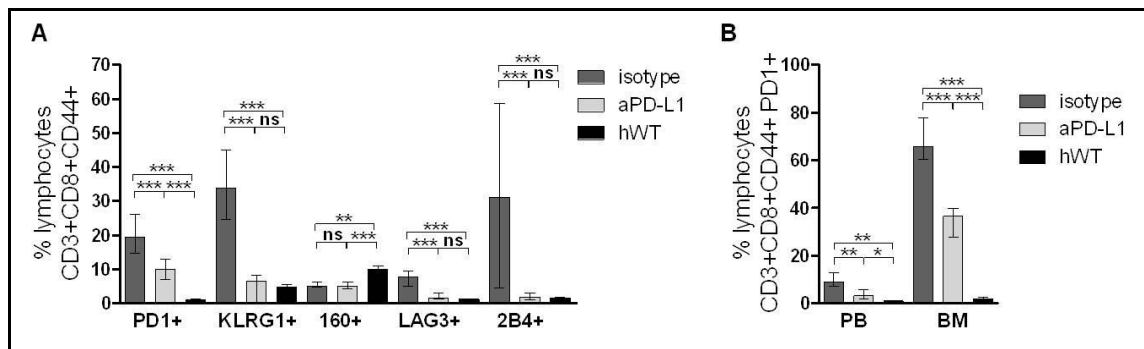 A
% lymphocytes
CD3+CD8+CD44+
70
60
50
40
30
20
10
0
***
*** ***
***
*** ns
**
ns ***
***
*** ns
***
*** ns
PD1+ KLRG1+ 160+ LAG3+ 2B4+
isotype
aPD-L1
hWT
B
% lymphocytes
CD3+CD8+CD44+ PD1+
100
80
60
40
20
0
**
** *
***
*** ***
PB BM
isotype
aPD-L1
hWT